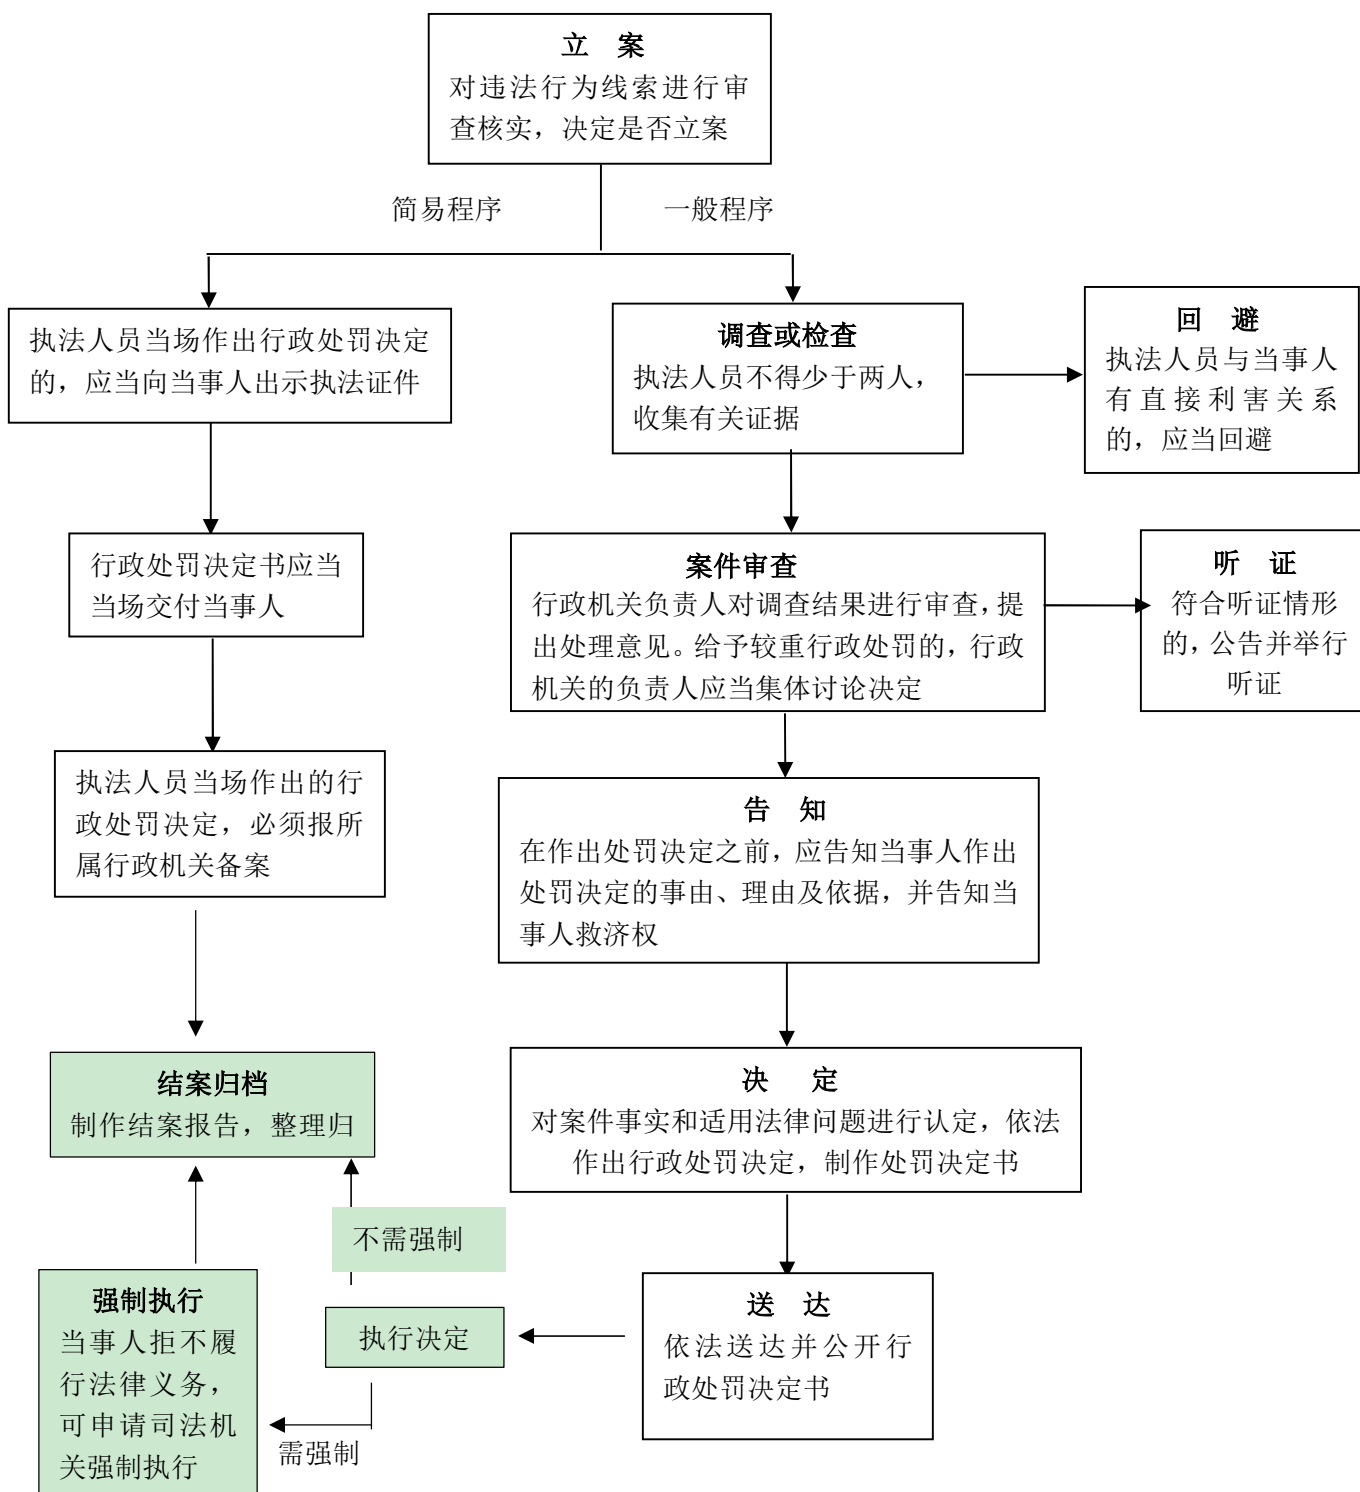 立 案
对违法行为线索进行审
查核实，决定是否立案
简易程序
一般程序
执法人员当场作出行政处罚决定
的，应当向当事人出示执法证件
调查或检查
执法人员不得少于两人，
收集有关证据
回 避
执法人员与当事人
有直接利害关系
的，应当回避
行政处罚决定书应当
当场交付当事人
案件审查
行政机关负责人对调查结果进行审查，提
出处理意见。给予较重行政处罚的，行政
机关的负责人应当集体讨论决定
听 证
符合听证情形
的，公告并举行
听证
执法人员当场作出的行
政处罚决定，必须报所
属行政机关备案
告 知
在作出处罚决定之前，应告知当事人作出
处罚决定的事由、理由及依据，并告知当
事人救济权
结案归档
制作结案报告，整理归
决 定
对案件事实和适用法律问题进行认定，依法
作出行政处罚决定，制作处罚决定书
不需强制
强制执行
当事人拒不履
行法律义务，
可申请司法机
关强制执行
执行决定
需强制
送 达
依法送达并公开行
政处罚决定书